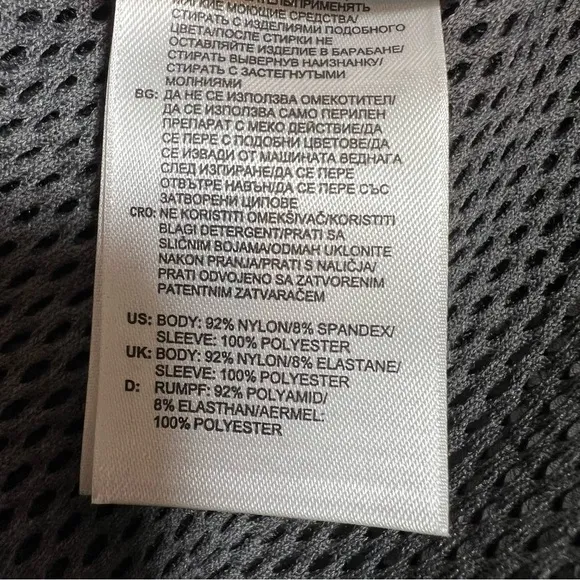 МЯГКИЕ МОЮЩИЕ СРЕДСТВА/
СТИРАТЬ С ИЗДЕЛИЯМИ ПОДОБНОГО
ЦВЕТА/ПОСЛЕ СТИРКИ НЕ
ОСТАВЛЯЙТЕ ИЗДЕЛИЕ В БАРАБАНЕ/
СТИРАТЬ ВЫВЕРНУВ НАИЗНАНКУ/
СТИРАТЬ С ЗАСТЕГНУТЫМИ
МОЛНИЯМИ
BG: ДА НЕ СЕ ИЗПОЛЗВА ОМЕКОТИТЕЛ/
ДА СЕ ИЗПОЛЗВА САМО ПЕРИЛЕН
ПРЕПАРАТ С МЕКО ДЕЙСТВИЕ/ДА
СЕ ПЕРЕ С ПОДОБНИ ЦВЕТОВЕ/ДА
СЕ ИЗВАДИ ОТ МАШИНАТА ВЕДНАГА
СЛЕД ИЗПИРАНЕ/ДА СЕ ПЕРЕ
ОТВЪТРЕ НАВЪН/ДА СЕ ПЕРЕ СЪС
ЗАТВОРЕНИ ЦИПОВЕ
CRO: NE KORISTITI OMEKŠIVAČ/KORISTITI
BLAGI DETERGENT/PRATI SA
SLIČNIM BOJAMA/ODMAH UKLONITE
NAKON PRANJA/PRATI S NALIČJA/
PRATI ODVOJENO SA ZATVORENIM
PATENTNIM ZATVARAČEM
US: BODY: 92% NYLON/8% SPANDEX/
SLEEVE: 100% POLYESTER
UK: BODY: 92% NYLON/8% ELASTANE/
SLEEVE: 100% POLYESTER
D: RUMPF: 92% POLYAMID/
8% ELASTHAN/AERMEL:
100% POLYESTER